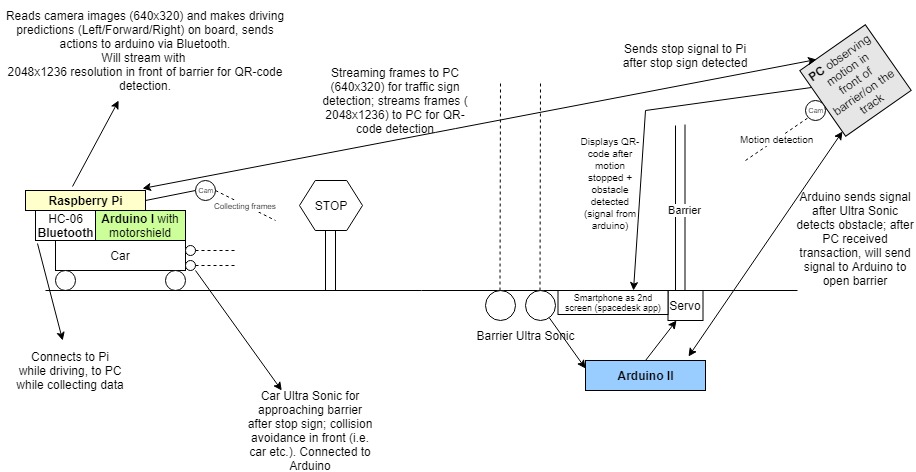 Reads camera images (640x320) and makes driving
predictions (Left/Forward/Right) on board, sends
actions to arduino via Bluetooth.
Will stream with
2048x1236 resolution in front of barrier for QR-code
detection.
Streaming frames to PC
(640x320) for traffic sign
detection; streams frames (
2048x1236) to PC for QR-
code detection
Sends stop signal to Pi
after stop sign detected
PC observing
motion in
front of
barrier/on the
track
Cam
Motion detection
Displays QR-
code after
motion
stopped +
obstacle
detected
(signal from
arduino)
Raspberry Pi
Cam
Collecting frames
HC-06
Bluetooth
Arduino I with
motorshield
Car
STOP
Barrier
Arduino sends signal
after Ultra Sonic
detects obstacle; after
PC received
transaction, will send
signal to Arduino to
open barrier
Smartphone as 2nd
screen (spacedesk app)
Servo
Barrier Ultra Sonic
Arduino II
Connects to Pi
while driving, to PC
while collecting data
Car Ultra Sonic for
approaching barrier
after stop sign; collision
avoidance in front (i.e.
car etc.). Connected to
Arduino